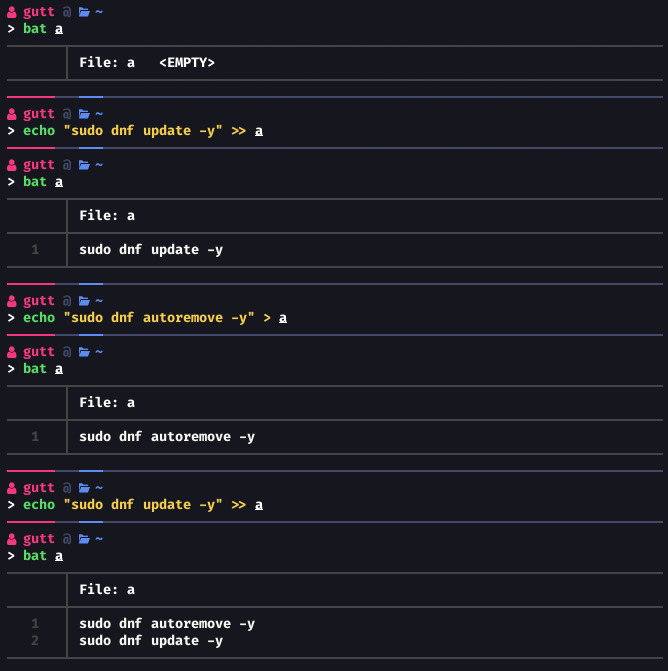 gutt @ ~
> bat a
File: a <EMPTY>
gutt @ ~
> echo "sudo dnf update -y" >> a
gutt @ ~
> bat a
File: a
1 sudo dnf update -y
gutt @ ~
> echo "sudo dnf autoremove -y" > a
gutt @ ~
> bat a
File: a
1 sudo dnf autoremove -y
gutt @ ~
> echo "sudo dnf update -y" >> a
gutt @ ~
> bat a
File: a
1 sudo dnf autoremove -y
2 sudo dnf update -y